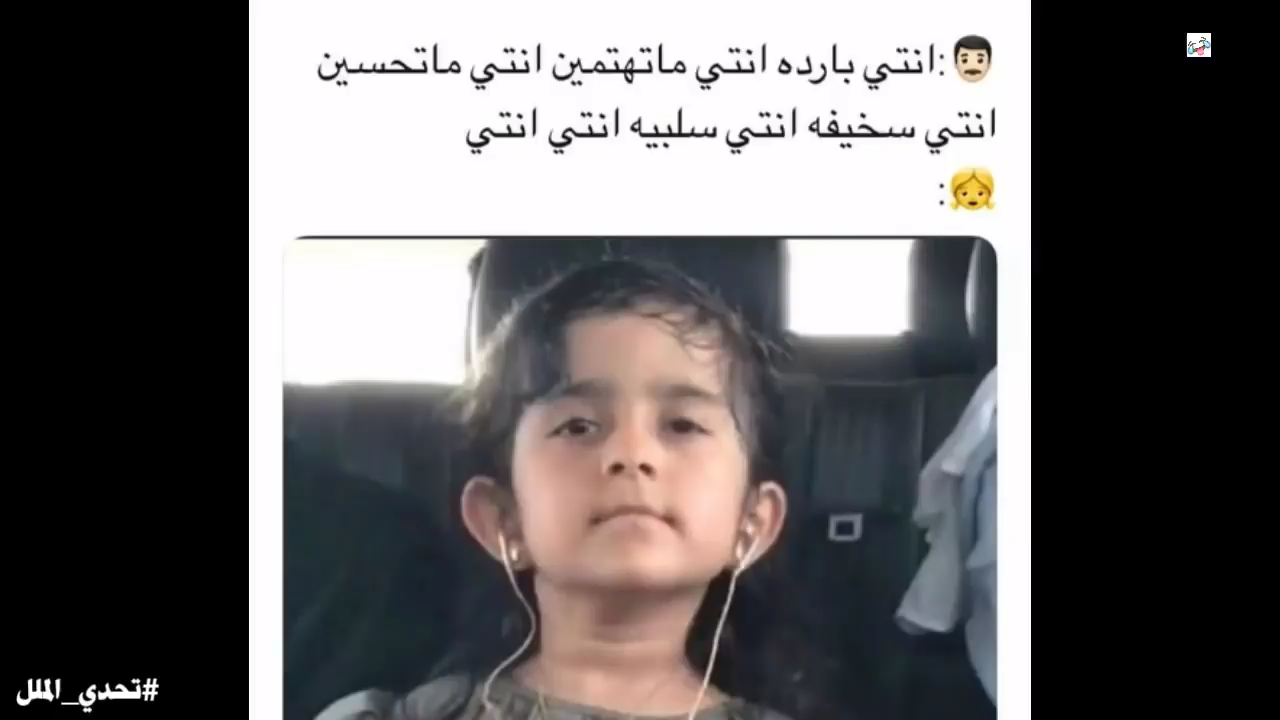 👨🏻:انتي بارده انتي ماتهتمين انتي ماتحسين
انتي سخيفه انتي سلبيه انتي انتي
👧:
#تحدي_الملل